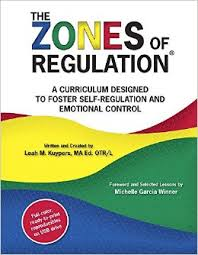 THE
ZONES OF
REGULATION®
A CURRICULUM DESIGNED
TO FOSTER SELF-REGULATION AND
EMOTIONAL CONTROL
Written and Created by
Leah M. Kuypers, MA Ed. OTR/L
Foreword and Selected Lessons by
Michelle Garcia Winner
Full color,
ready to print
reproducibles
on USB drive